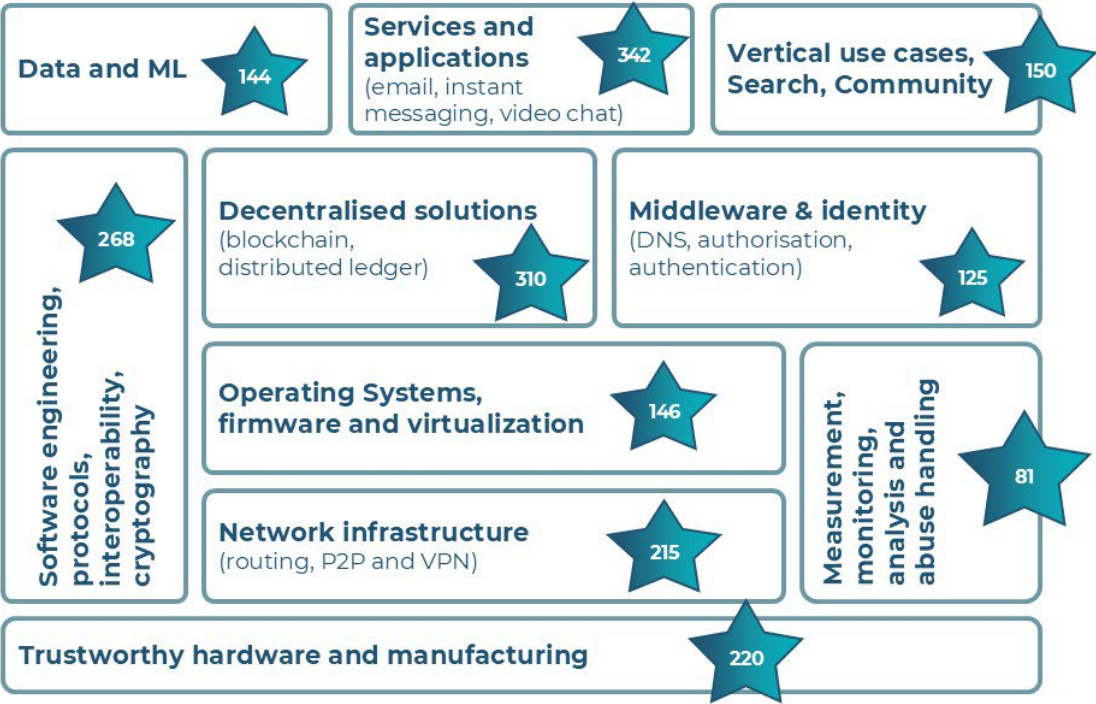 Data and ML
144
Services and
applications
(email, instant
messaging, video chat)
342
Vertical use cases,
Search, Community
150
Software engineering,
protocols,
interoperability,
cryptography
268
Decentralised solutions
(blockchain,
distributed ledger)
310
Middleware & identity
(DNS, authorisation,
authentication)
125
Operating Systems,
firmware and virtualization
146
Network infrastructure
(routing, P2P and VPN)
215
Measurement,
monitoring,
analysis and
abuse handling
81
Trustworthy hardware and manufacturing
220